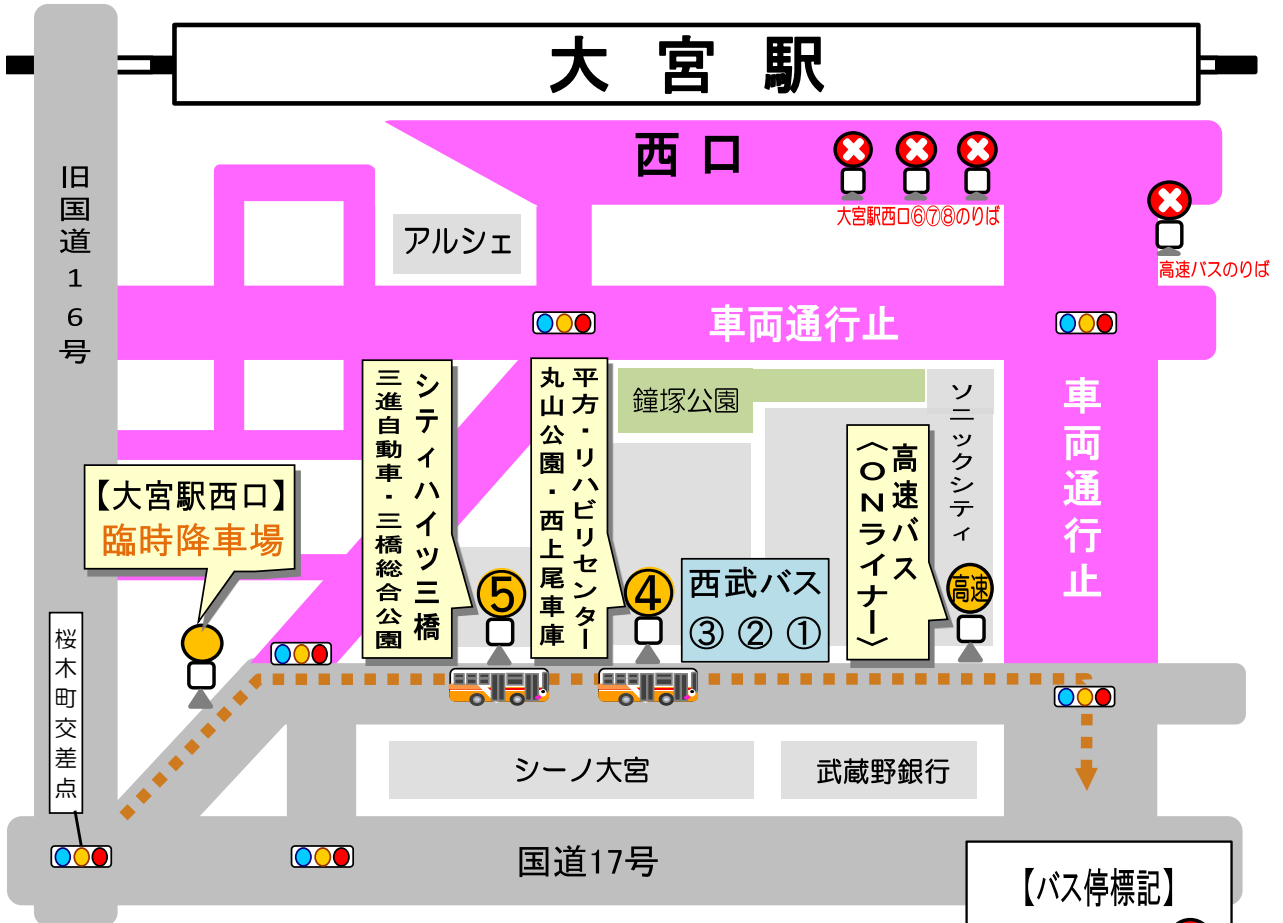 大宮駅
西口
大宮駅西口⑥⑦⑧のりば
高速バスのりば
旧国道16号
アルシェ
車両通行止
鐘塚公園
ソニックシティ
車両通行止
シティハイツ三橋
三進自動車・三橋総合公園
平方・リハビリセンター
丸山公園・西上尾車庫
高速バス
〈ONライナー〉
【大宮駅西口】
臨時降車場
⑤
④
西武バス
③ ② ①
高速
桜木町交差点
シーノ大宮
武蔵野銀行
国道17号
【バス停標記】